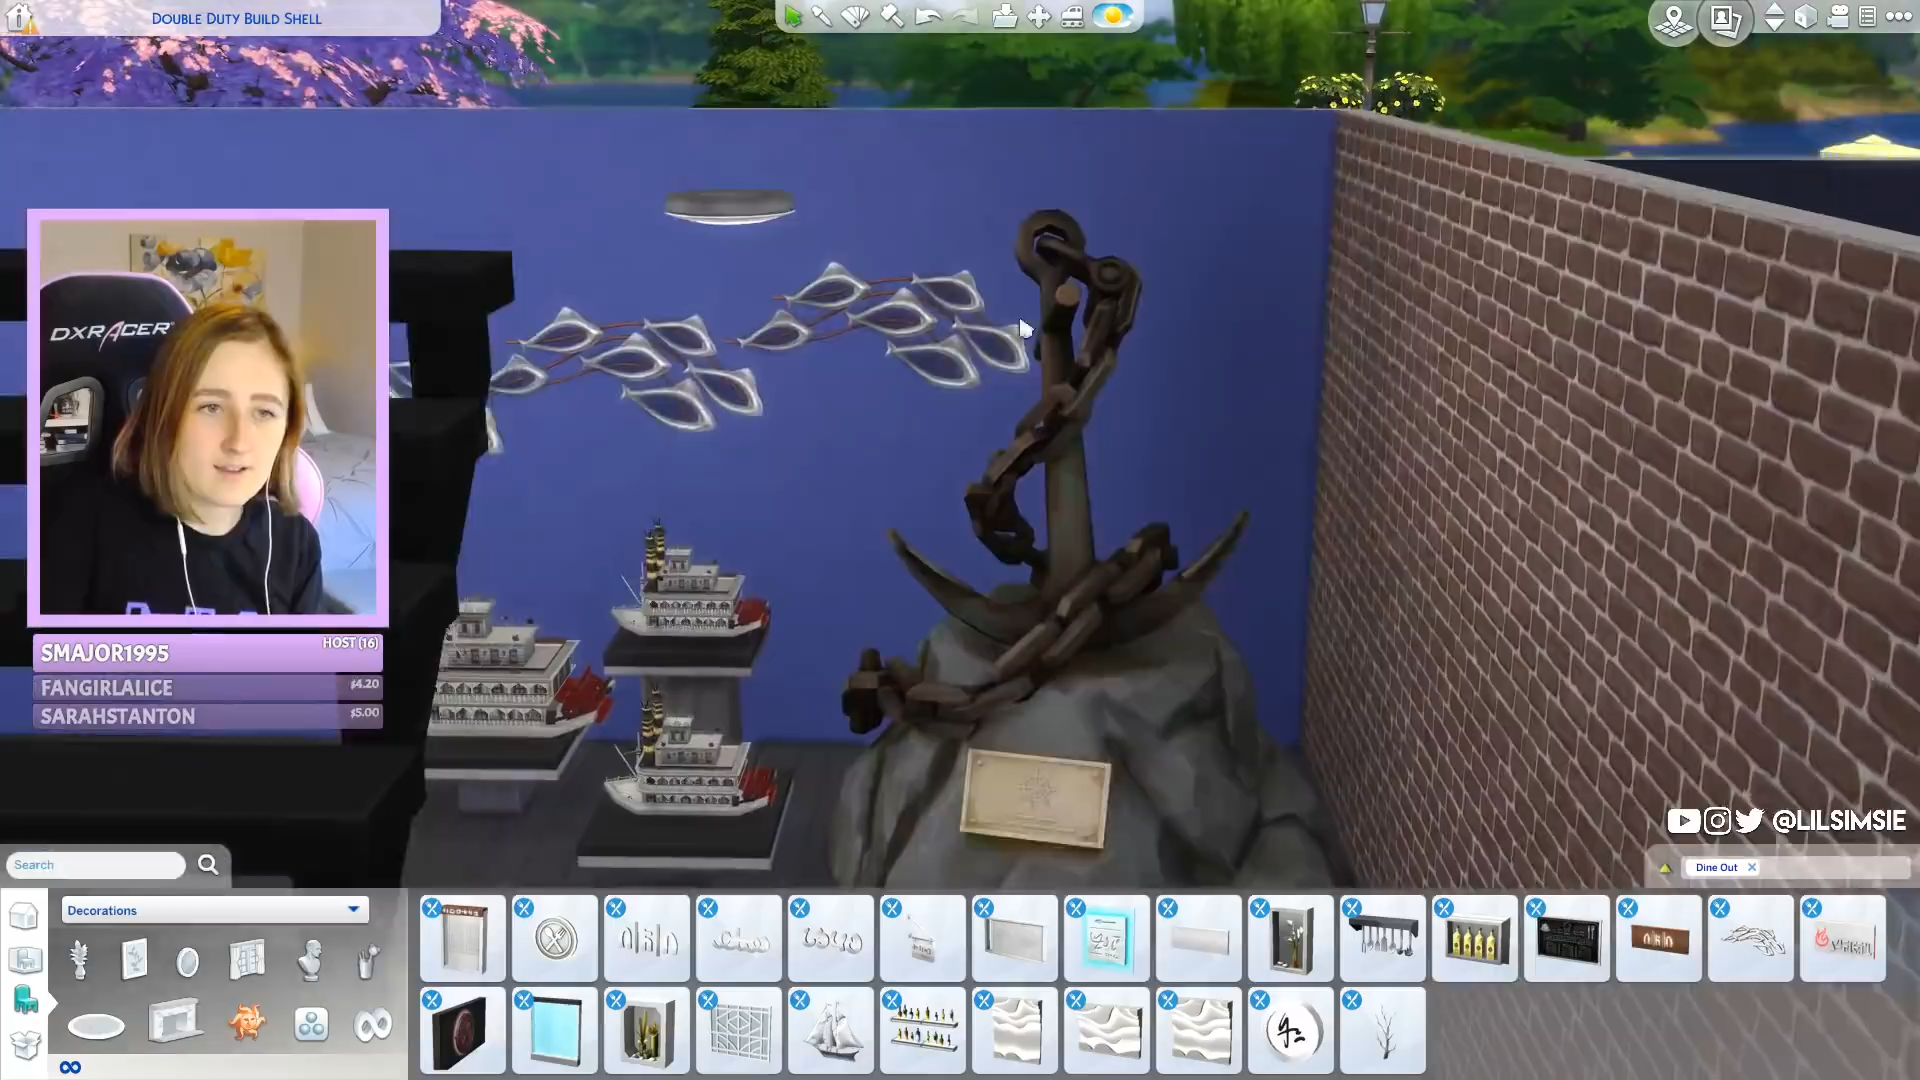 DOUBLE DUTY BUILD SHELL
DXRACER
HOST (16)
SMAJOR1995
FANGIRLALICE
$4.20
SARAHSTANTON
$5.00
@LILSIMSIE
Search
Dine Out
Decorations